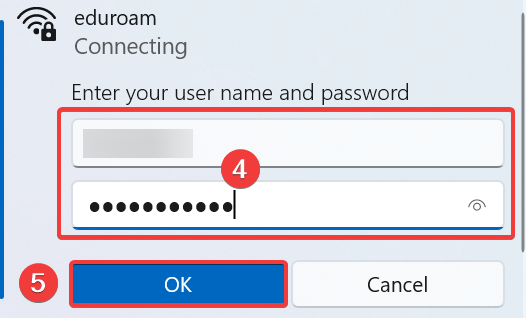 eduroam
Connecting
Enter your user name and password
4
●●●●●●●●●●●
5 OK Cancel